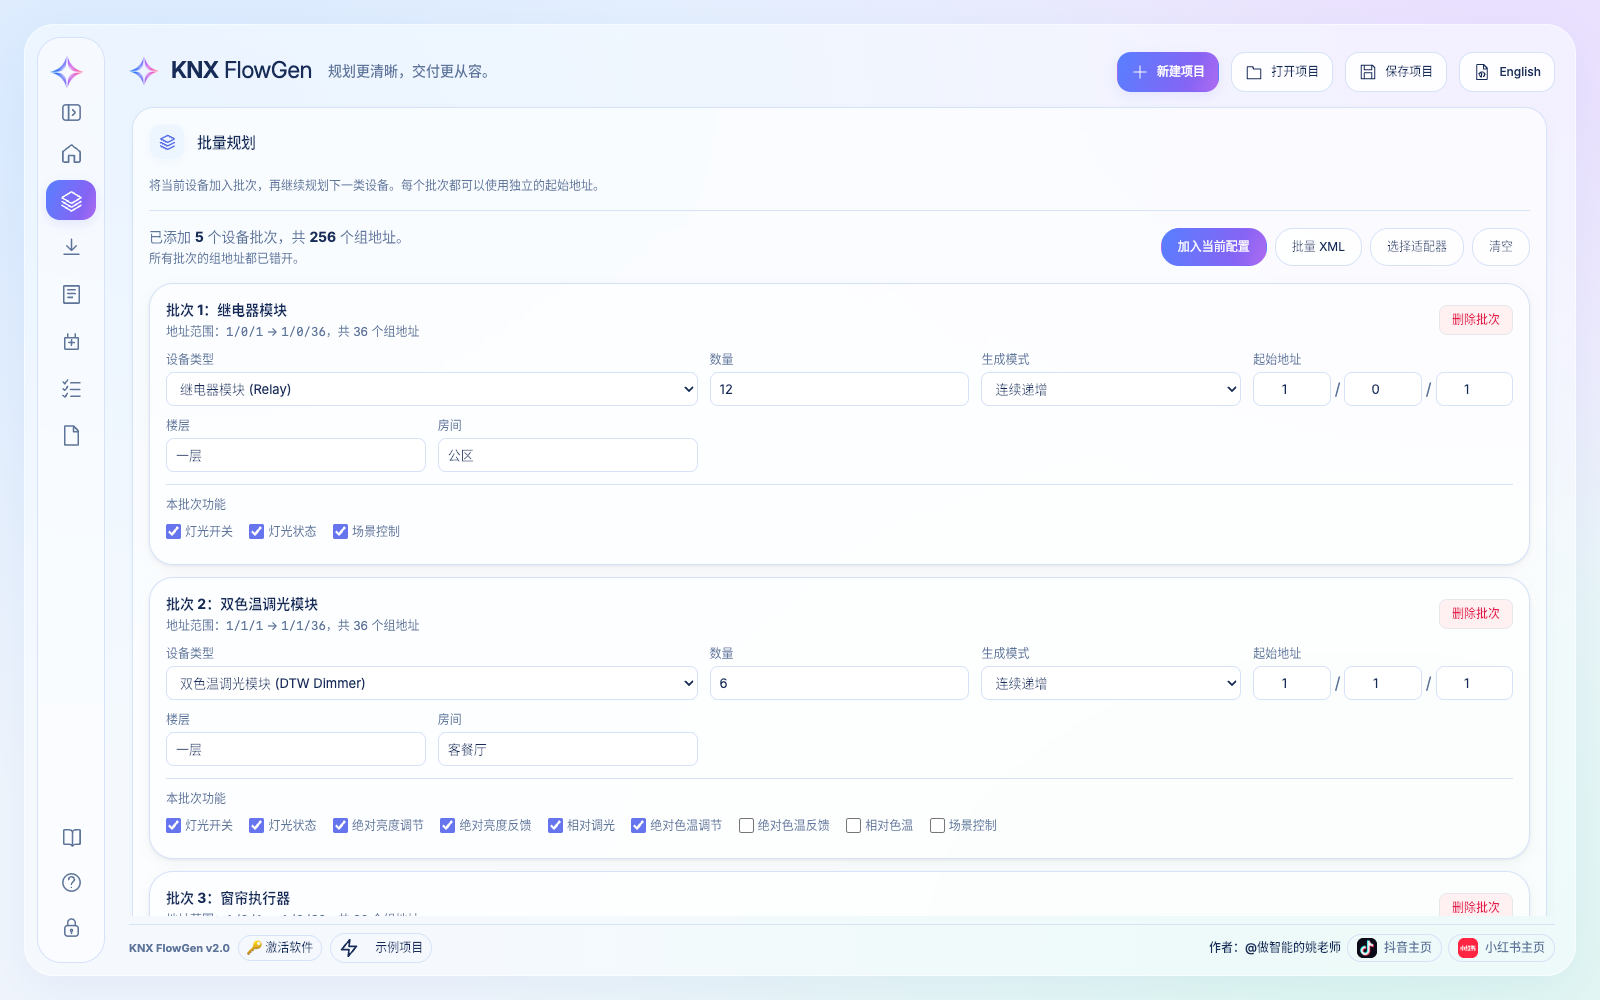 KNX FlowGen
规划更清晰，交付更从容。
新建项目
打开项目
保存项目
English
批量规划
将当前设备加入批次，再继续规划下一类设备。每个批次都可以使用独立的起始地址。
已添加 5 个设备批次，共 256 个组地址。
所有批次的组地址都已错开。
加入当前配置
批量 XML
选择适配器
清空
批次 1：继电器模块
地址范围：1/0/1 → 1/0/36，共 36 个组地址
删除批次
设备类型
数量
生成模式
起始地址
继电器模块 (Relay)
12
连续递增
1 / 0 / 1
楼层
房间
一层
公区
本批次功能
灯光开关
灯光状态
场景控制
批次 2：双色温调光模块
地址范围：1/1/1 → 1/1/36，共 36 个组地址
删除批次
设备类型
数量
生成模式
起始地址
双色温调光模块 (DTW Dimmer)
6
连续递增
1 / 1 / 1
楼层
房间
一层
客餐厅
本批次功能
灯光开关
灯光状态
绝对亮度调节
绝对亮度反馈
相对调光
绝对色温调节
绝对色温反馈
相对色温
场景控制
批次 3：窗帘执行器
删除批次
KNX FlowGen v2.0
激活软件
示例项目
作者：@做智能的姚老师
抖音主页
小红书
小红书主页